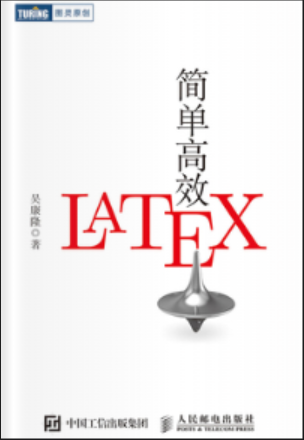 TURING 图灵原创
简单高效
LATEX
吴康隆◎著
中国工信出版集团
人民邮电出版社
POSTS & TELECOM PRESS